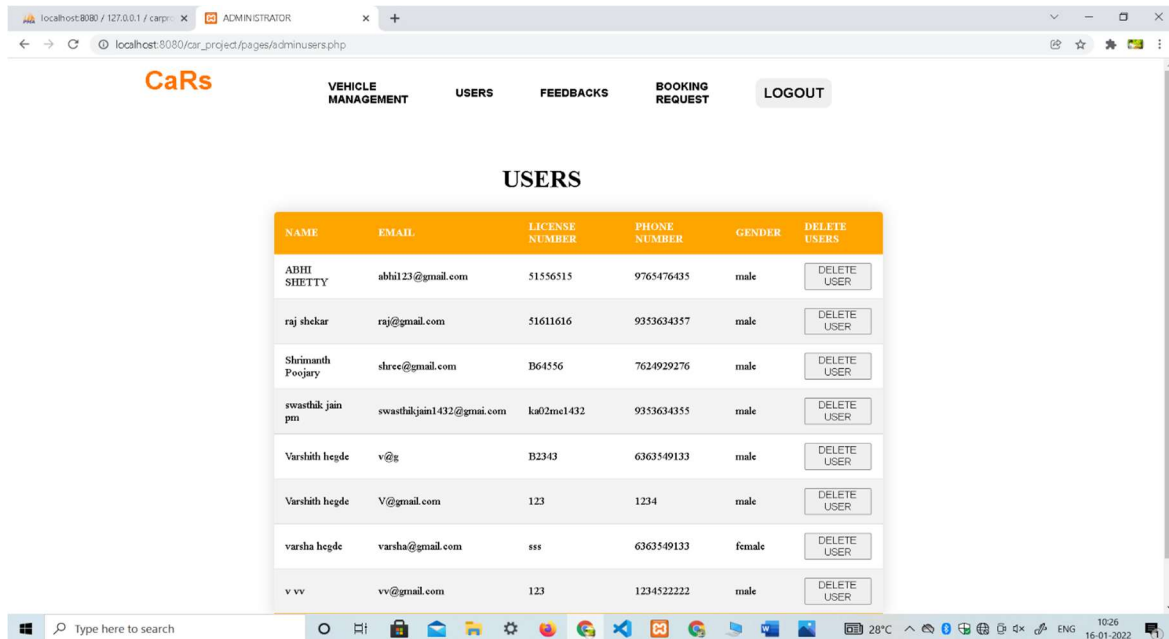 localhost:8080 / 127.0.0.1 / carpr
ADMINISTRATOR
localhost:8080/car_project/pages/adminusers.php
CaRs
VEHICLE
MANAGEMENT
USERS
FEEDBACKS
BOOKING
REQUEST
LOGOUT
USERS
NAME EMAIL LICENSE NUMBER PHONE NUMBER GENDER DELETE USERS
ABHI SHETTY abhi123@gmail.com 51556515 9765476435 male DELETE USER
raj shekar raj@gmail.com 51611616 9353634357 male DELETE USER
Shrimanth Poojary shree@gmail.com B64556 7624929276 male DELETE USER
swasthik jain pm swasthikjain1432@gmai.com ka02me1432 9353634355 male DELETE USER
Varshith hegde v@g B2343 6363549133 male DELETE USER
Varshith hegde V@gmail.com 123 1234 male DELETE USER
varsha hegde varsha@gmail.com sss 6363549133 female DELETE USER
v vv vv@gmail.com 123 1234522222 male DELETE USER
Type here to search
28°C
ENG
10:26
16-01-2022